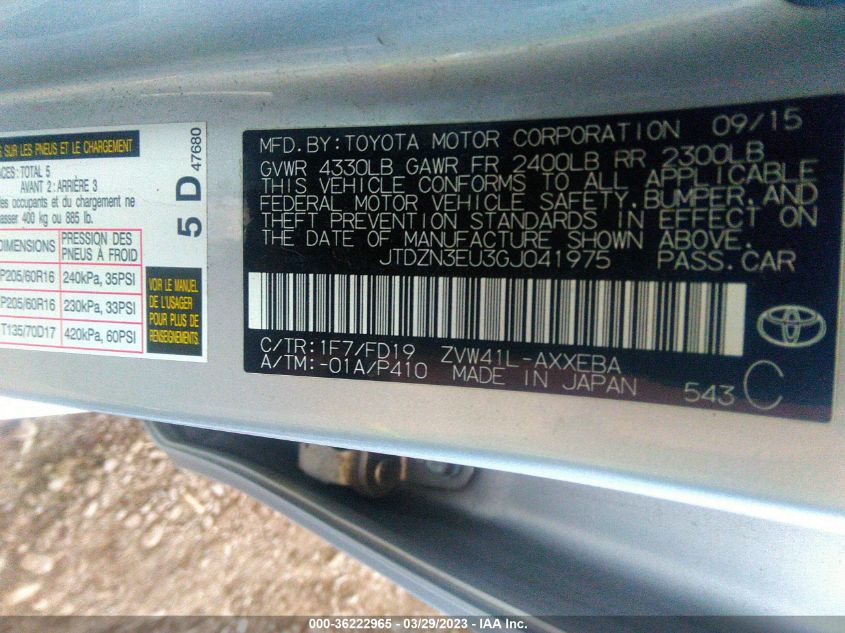 S SUR LES PNEUS ET LE CHARGEMENT
ACES: TOTAL 5
AVANT 2: ARRIÈRE 3
les occupants et du chargement ne
asser 400 kg ou 885 lb.
DIMENSIONS PRESSION DES PNEUS À FROID
P205/60R16 240kPa, 35PSI
P205/60R16 230kPa, 33PSI
T135/70D17 420kPa, 60PSI
VOIR LE MANUEL
DE L'USAGER
POUR PLUS DE
RENSEIGNEMENTS.
5 D 47680
MFD.BY:TOYOTA MOTOR CORPORATION 09/15
GVWR 4330LB GAWR FR 2400LB RR 2300LB
THIS VEHICLE CONFORMS TO ALL APPLICABLE
FEDERAL MOTOR VEHICLE SAFETY,BUMPER,AND
THEFT PREVENTION STANDARDS IN EFFECT ON
THE DATE OF MANUFACTURE SHOWN ABOVE.
JTDZN3EU3GJ041975 PASS.CAR
C/TR:1F7/FD19 ZVW41L-AXXEBA
A/TM:-01A/P410 MADE IN JAPAN 543 C
000-36222965 - 03/29/2023 - IAA Inc.